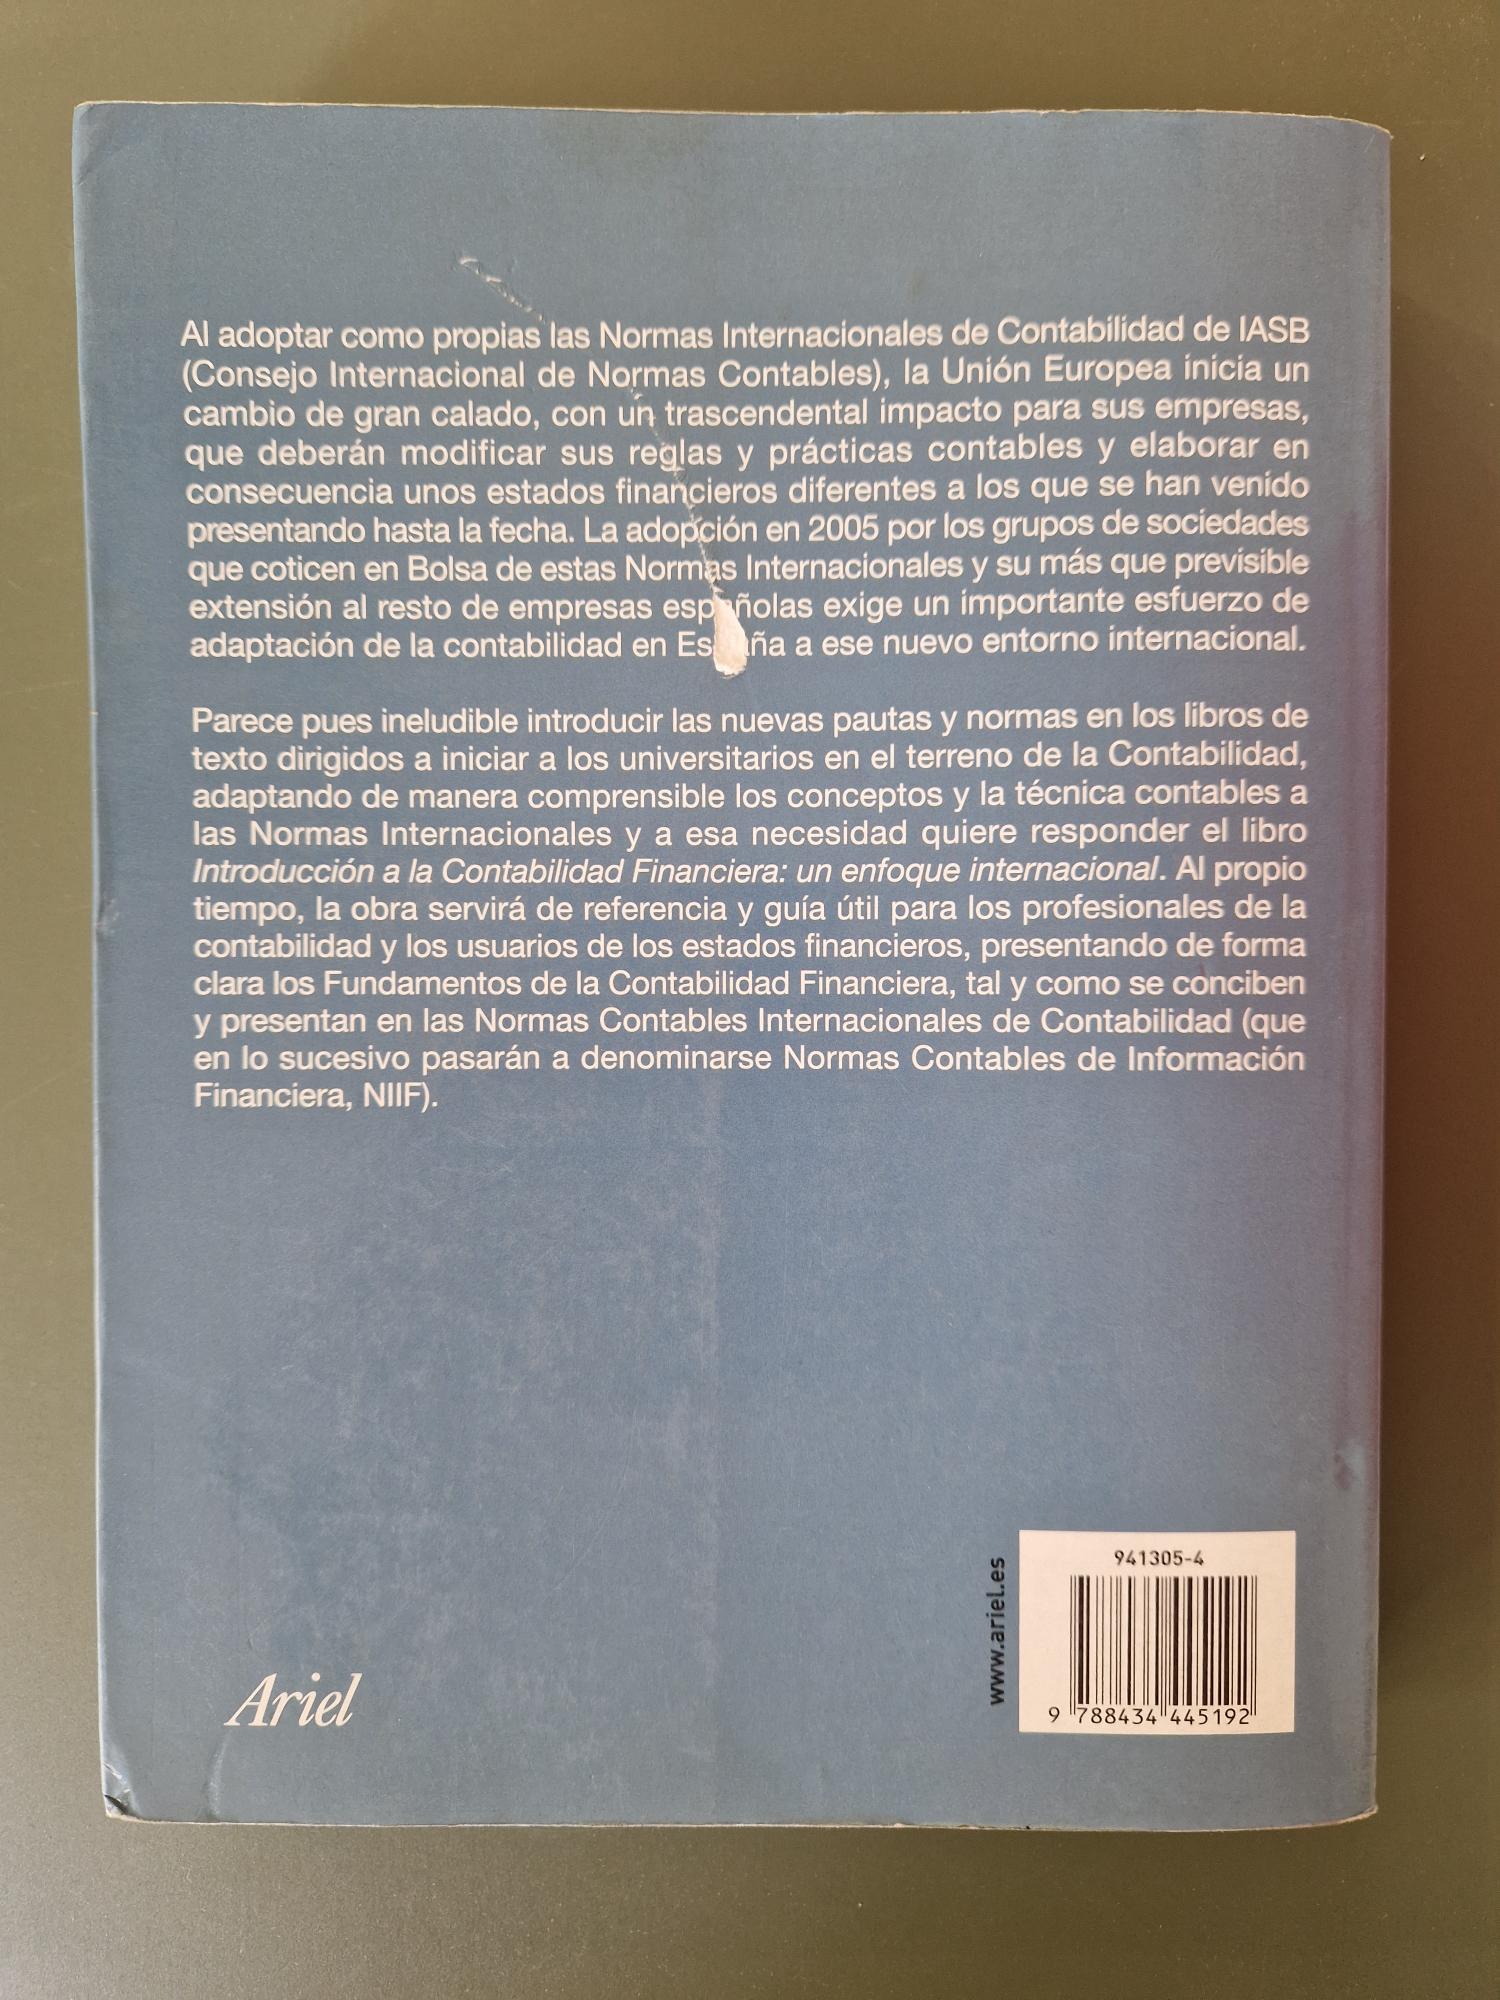 Al adoptar como propias las Normas Internacionales de Contabilidad de IASB
(Consejo Internacional de Normas Contables), la Unión Europea inicia un
cambio de gran calado, con un trascendental impacto para sus empresas,
que deberán modificar sus reglas y prácticas contables y elaborar en
consecuencia unos estados financieros diferentes a los que se han venido
presentando hasta la fecha. La adopción en 2005 por los grupos de sociedades
que coticen en Bolsa de estas Normas Internacionales y su más que previsible
extensión al resto de empresas españolas exige un importante esfuerzo de
adaptación de la contabilidad en España a ese nuevo entorno internacional.
Parece pues ineludible introducir las nuevas pautas y normas en los libros de
texto dirigidos a iniciar a los universitarios en el terreno de la Contabilidad,
adaptando de manera comprensible los conceptos y la técnica contables a
las Normas Internacionales y a esa necesidad quiere responder el libro
Introducción a la Contabilidad Financiera: un enfoque internacional. Al propio
tiempo, la obra servirá de referencia y guía útil para los profesionales de la
contabilidad y los usuarios de los estados financieros, presentando de forma
clara los Fundamentos de la Contabilidad Financiera, tal y como se conciben
y presentan en las Normas Contables Internacionales de Contabilidad (que
en lo sucesivo pasarán a denominarse Normas Contables de Información
Financiera, NIIF).
Ariel
www.ariel.es
941305-4
9 788434 445192